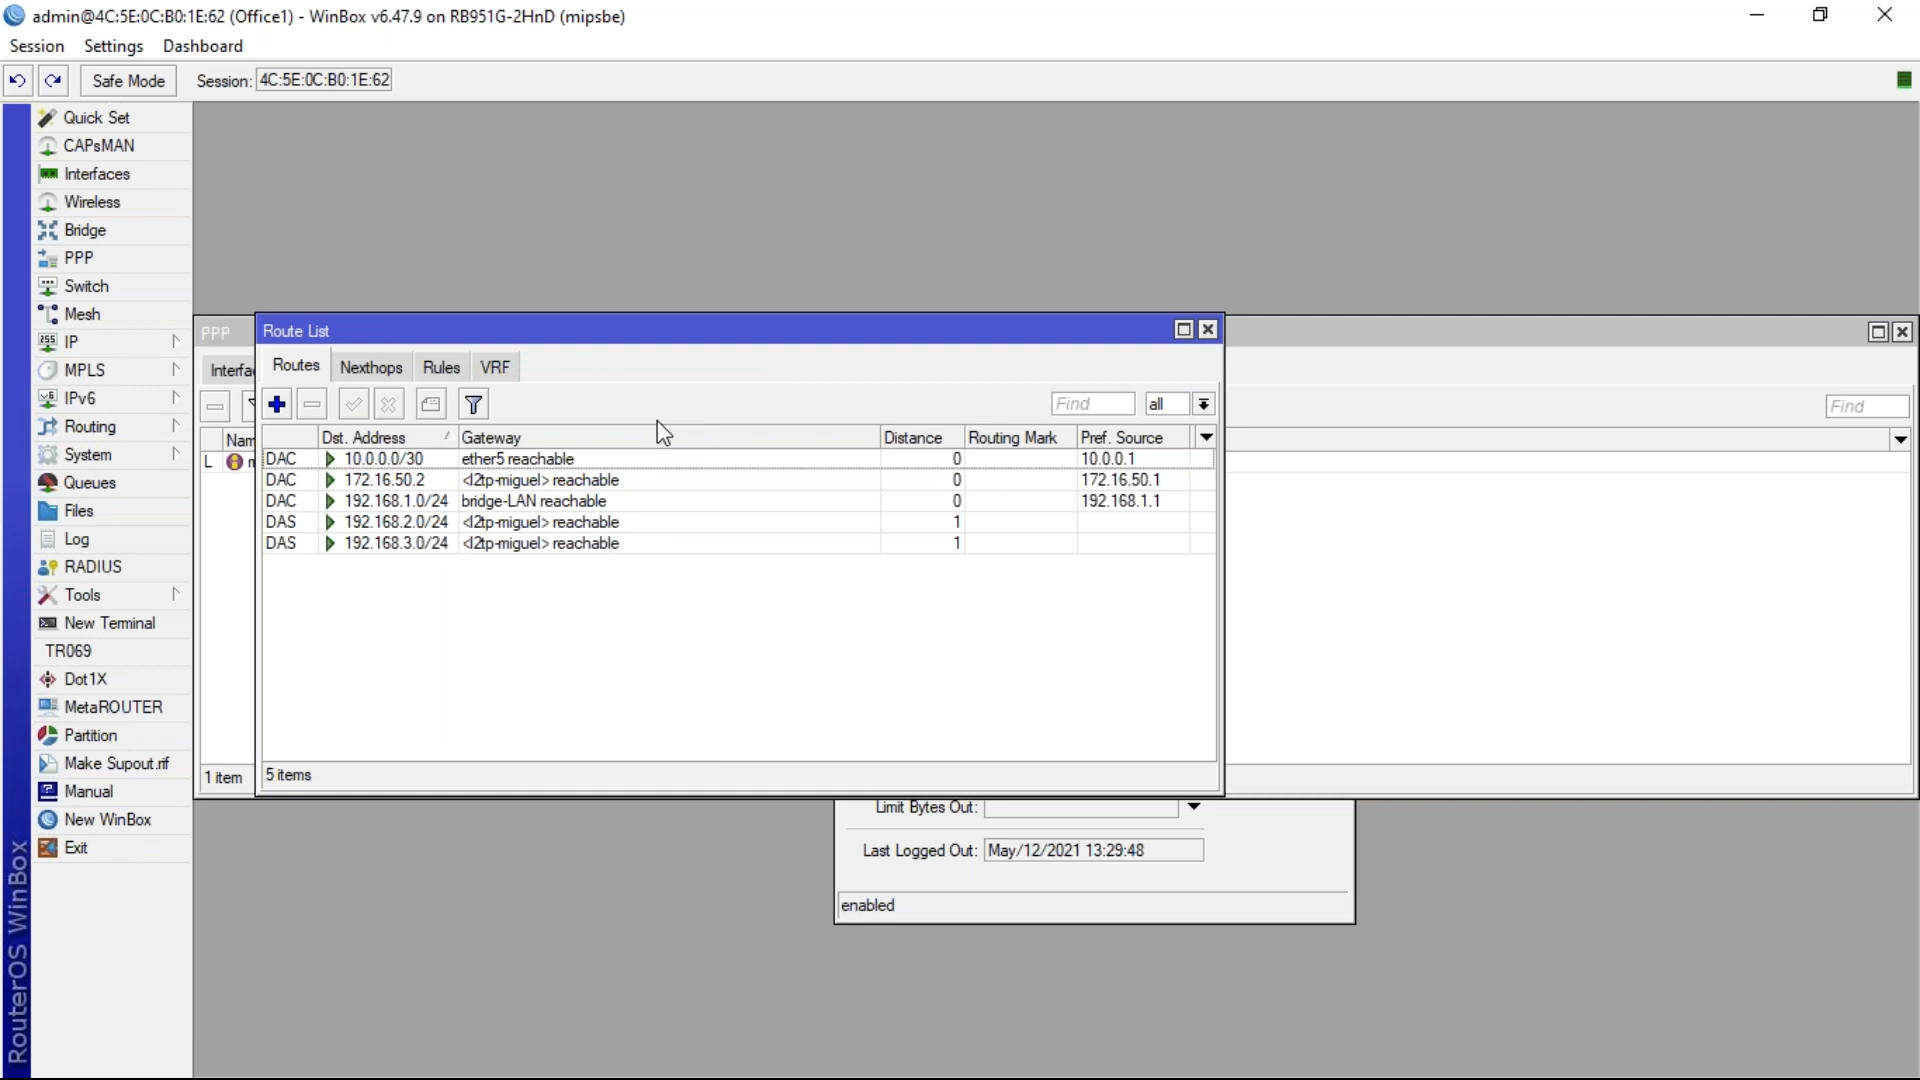 admin@4C:5E:0C:B0:1E:62 (Office1) - WinBox v6.47.9 on RB951G-2HnD (mipsbe)
Session Settings Dashboard
Safe Mode Session: 4C:5E:0C:B0:1E:62
Quick Set
CAPsMAN
Interfaces
Wireless
Bridge
PPP
Switch
Mesh
IP
MPLS
IPv6
Routing
System
Queues
Files
Log
RADIUS
Tools
New Terminal
TR069
Dot1X
MetaROUTER
Partition
Make Supout.rif
Manual
New WinBox
Exit
RouterOS WinBox
PPP
Interfa
Nam
L
1 item
Route List
Routes Nexthops Rules VRF
Find all
Dst. Address Gateway Distance Routing Mark Pref. Source
DAC 10.0.0.0/30 ether5 reachable 0 10.0.0.1
DAC 172.16.50.2 <l2tp-miguel> reachable 0 172.16.50.1
DAC 192.168.1.0/24 bridge-LAN reachable 0 192.168.1.1
DAS 192.168.2.0/24 <l2tp-miguel> reachable 1
DAS 192.168.3.0/24 <l2tp-miguel> reachable 1
5 items
Find
Limit Bytes Out:
Last Logged Out: May/12/2021 13:29:48
enabled